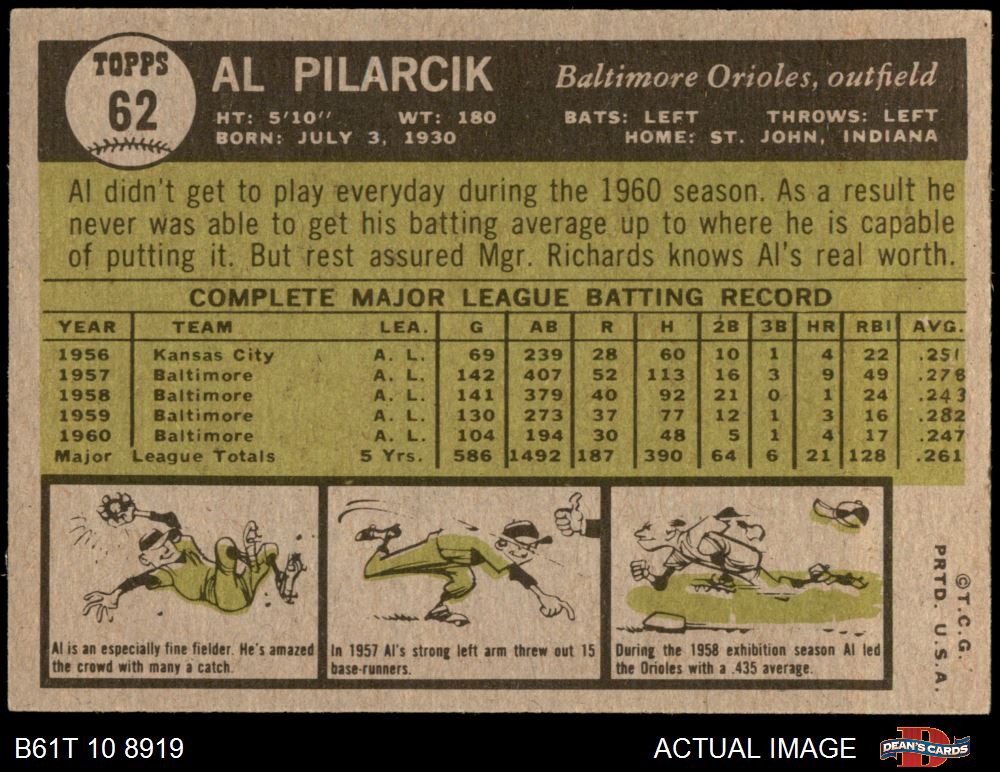 TOPPS
62
AL PILARCIK
Baltimore Orioles, outfield
HT: 5'10" WT: 180 BATS: LEFT THROWS: LEFT
BORN: JULY 3, 1930 HOME: ST. JOHN, INDIANA
Al didn't get to play everyday during the 1960 season. As a result he
never was able to get his batting average up to where he is capable
of putting it. But rest assured Mgr. Richards knows Al's real worth.
COMPLETE MAJOR LEAGUE BATTING RECORD
YEAR TEAM LEA. G AB R H 2B 3B HR RBI AVG.
1956 Kansas City A. L. 69 239 28 60 10 1 4 22 .251
1957 Baltimore A. L. 142 407 52 113 16 3 9 49 .278
1958 Baltimore A. L. 141 379 40 92 21 0 1 24 .243
1959 Baltimore A. L. 130 273 37 77 12 1 3 16 .282
1960 Baltimore A. L. 104 194 30 48 5 1 4 17 .247
Major League Totals 5 Yrs. 586 1492 187 390 64 6 21 128 .261
Al is an especially fine fielder. He's amazed
the crowd with many a catch.
In 1957 Al's strong left arm threw out 15
base-runners.
During the 1958 exhibition season Al led
the Orioles with a .435 average.
©T.C.G.
PRTD. U.S.A.
B61T 10 8919
ACTUAL IMAGE
D
DEAN'S CARDS